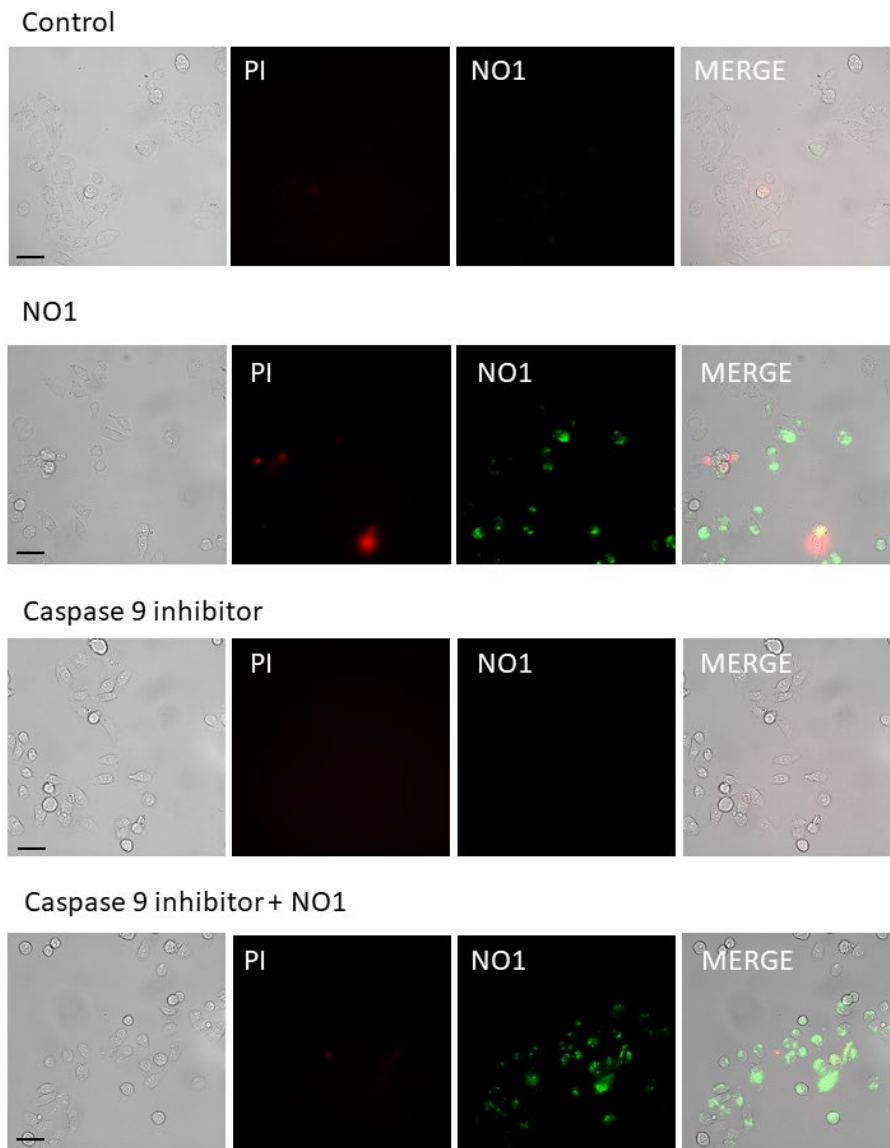 Control
PI NO1 MERGE
NO1
PI NO1 MERGE
Caspase 9 inhibitor
PI NO1 MERGE
Caspase 9 inhibitor + NO1
PI NO1 MERGE